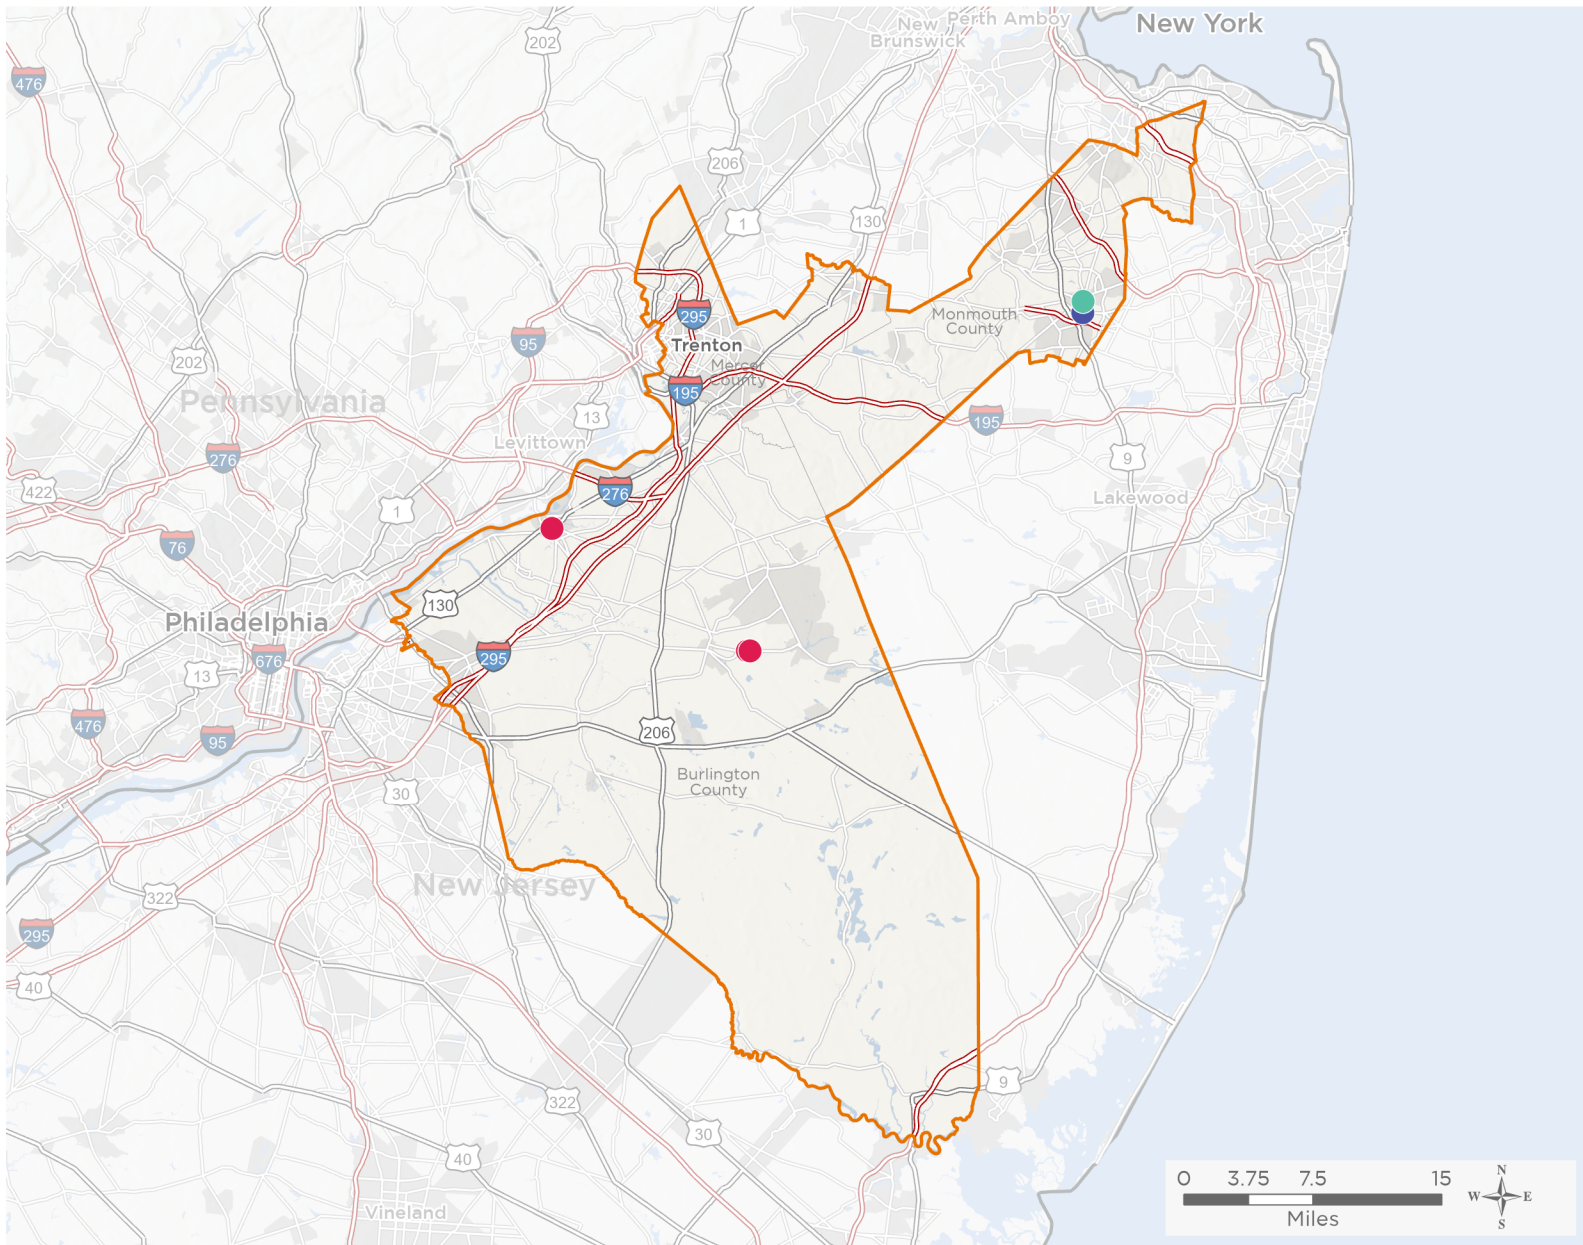 New York
Perth Amboy
New
Brunswick
202
476
206
1
130
295
Monmouth
County
Trenton
95
202
Mercer
County
195
Pennsylvania
13
195
Levittown
9
276
422
276
Lakewood
1
76
130
Philadelphia
295
676
13
476
206
95
Burlington
County
30
New Jersey
322
295
40
9
322
30
40
Vineland
0 3.75 7.5 15
Miles
N
W E
S